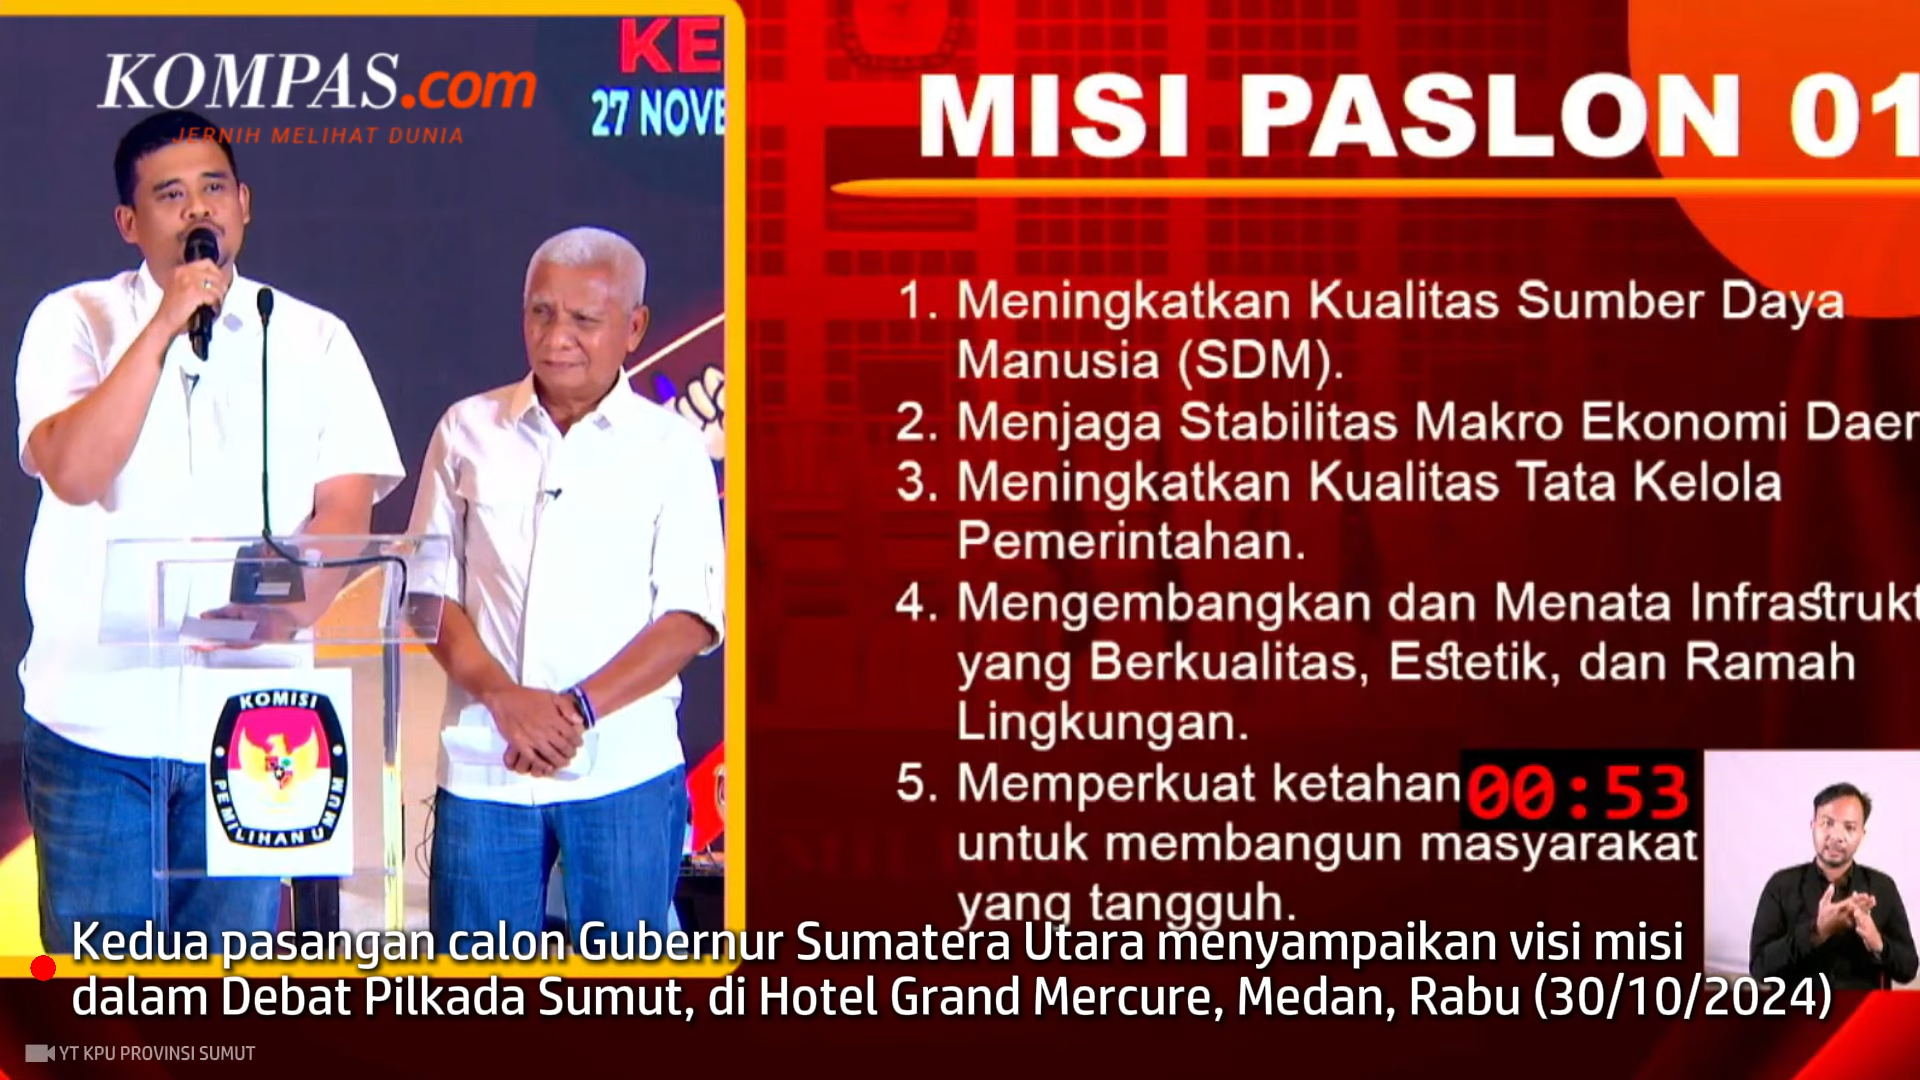 KOMPAS.com
JERNIH MELIHAT DUNIA
KE
27 NOVE
MISI PASLON 01
1. Meningkatkan Kualitas Sumber Daya
Manusia (SDM).
2. Menjaga Stabilitas Makro Ekonomi Daer
3. Meningkatkan Kualitas Tata Kelola
Pemerintahan.
4. Mengembangkan dan Menata Infrastrukt
yang Berkualitas, Estetik, dan Ramah
Lingkungan.
5. Memperkuat ketahan
00:53
untuk membangun masyarakat
yang tangguh.
KOMISI
PEMILIHAN UMUM
Kedua pasangan calon Gubernur Sumatera Utara menyampaikan visi misi
dalam Debat Pilkada Sumut, di Hotel Grand Mercure, Medan, Rabu (30/10/2024)
YT KPU PROVINSI SUMUT